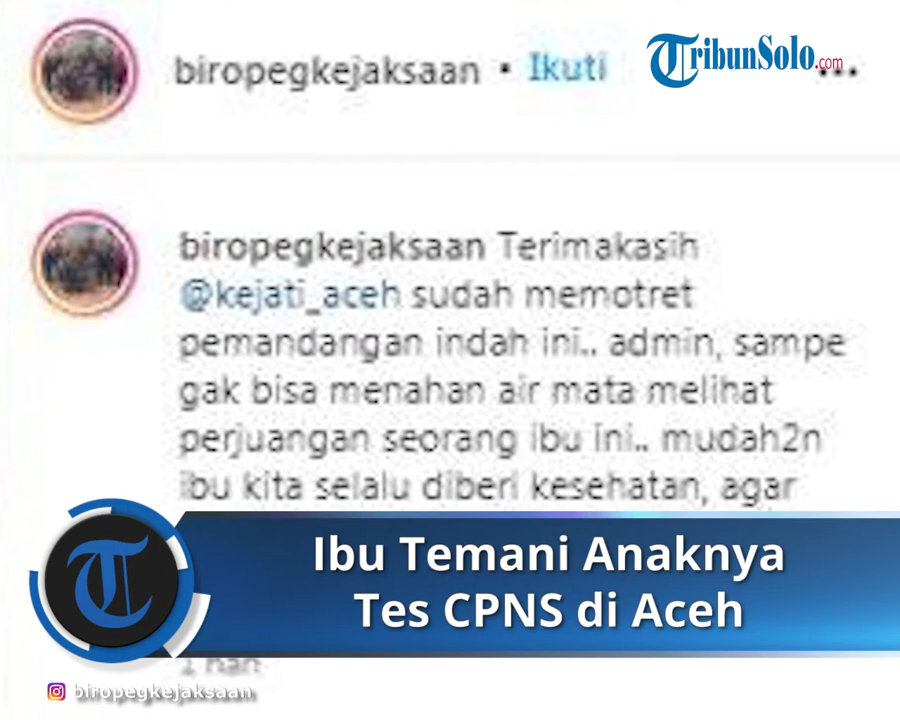 biropegkejaksaan • Ikuti
TribunSolo.com
biropegkejaksaan Terimakasih
@kejati_aceh sudah memotret
pemandangan indah ini.. admin, sampe
gak bisa menahan air mata melihat
perjuangan seorang ibu ini.. mudah2n
ibu kita selalu diberi kesehatan, agar
Ibu Temani Anaknya
Tes CPNS di Aceh
1 hari
biropegkejaksaan